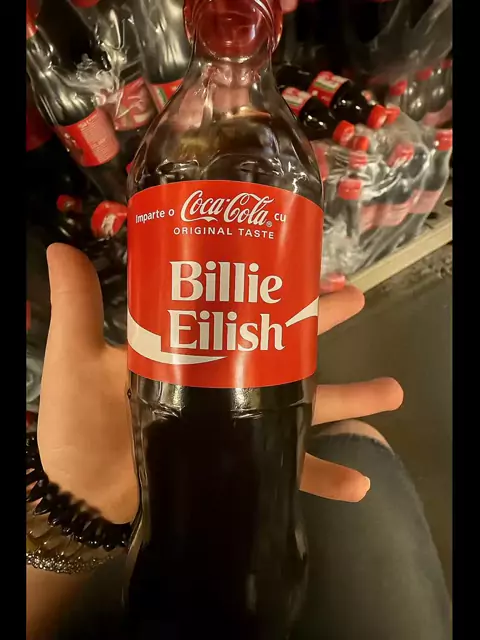 Imparte o Coca-Cola® cu
ORIGINAL TASTE
Billie
Eilish